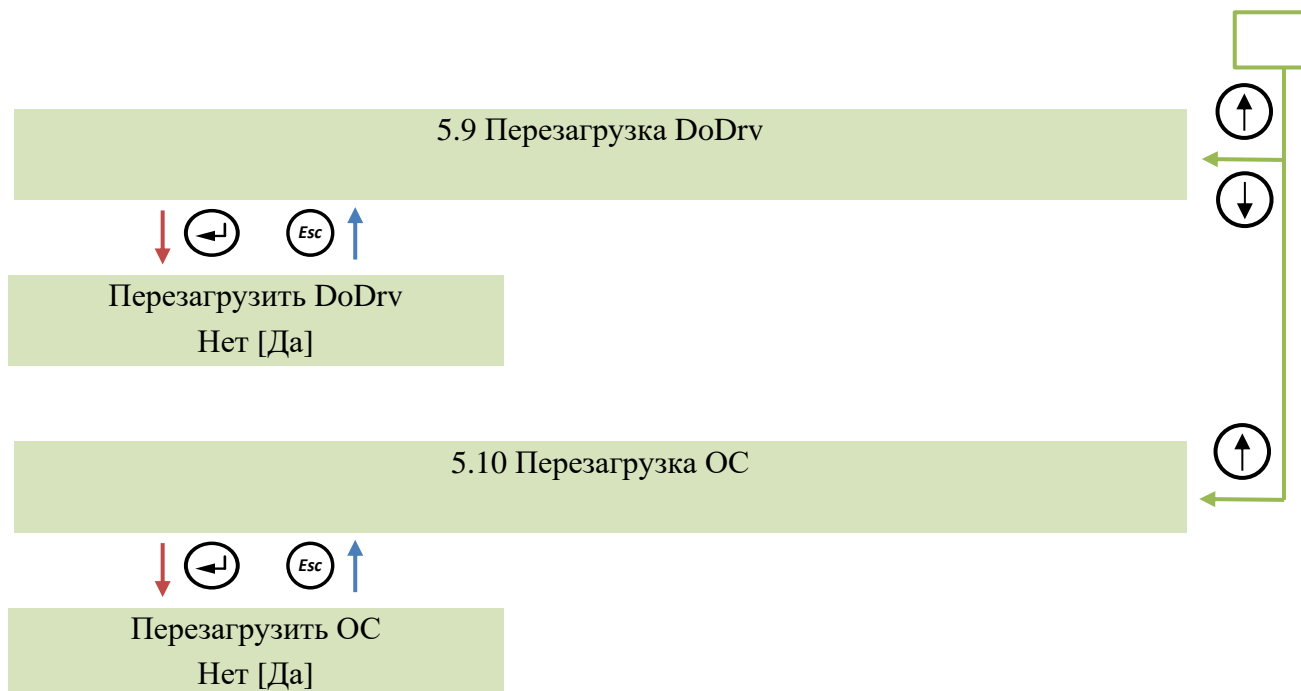 5.9 Перезагрузка DoDrv
Esc
Перезагрузить DoDrv
Нет [Да]
5.10 Перезагрузка ОС
Esc
Перезагрузить ОС
Нет [Да]